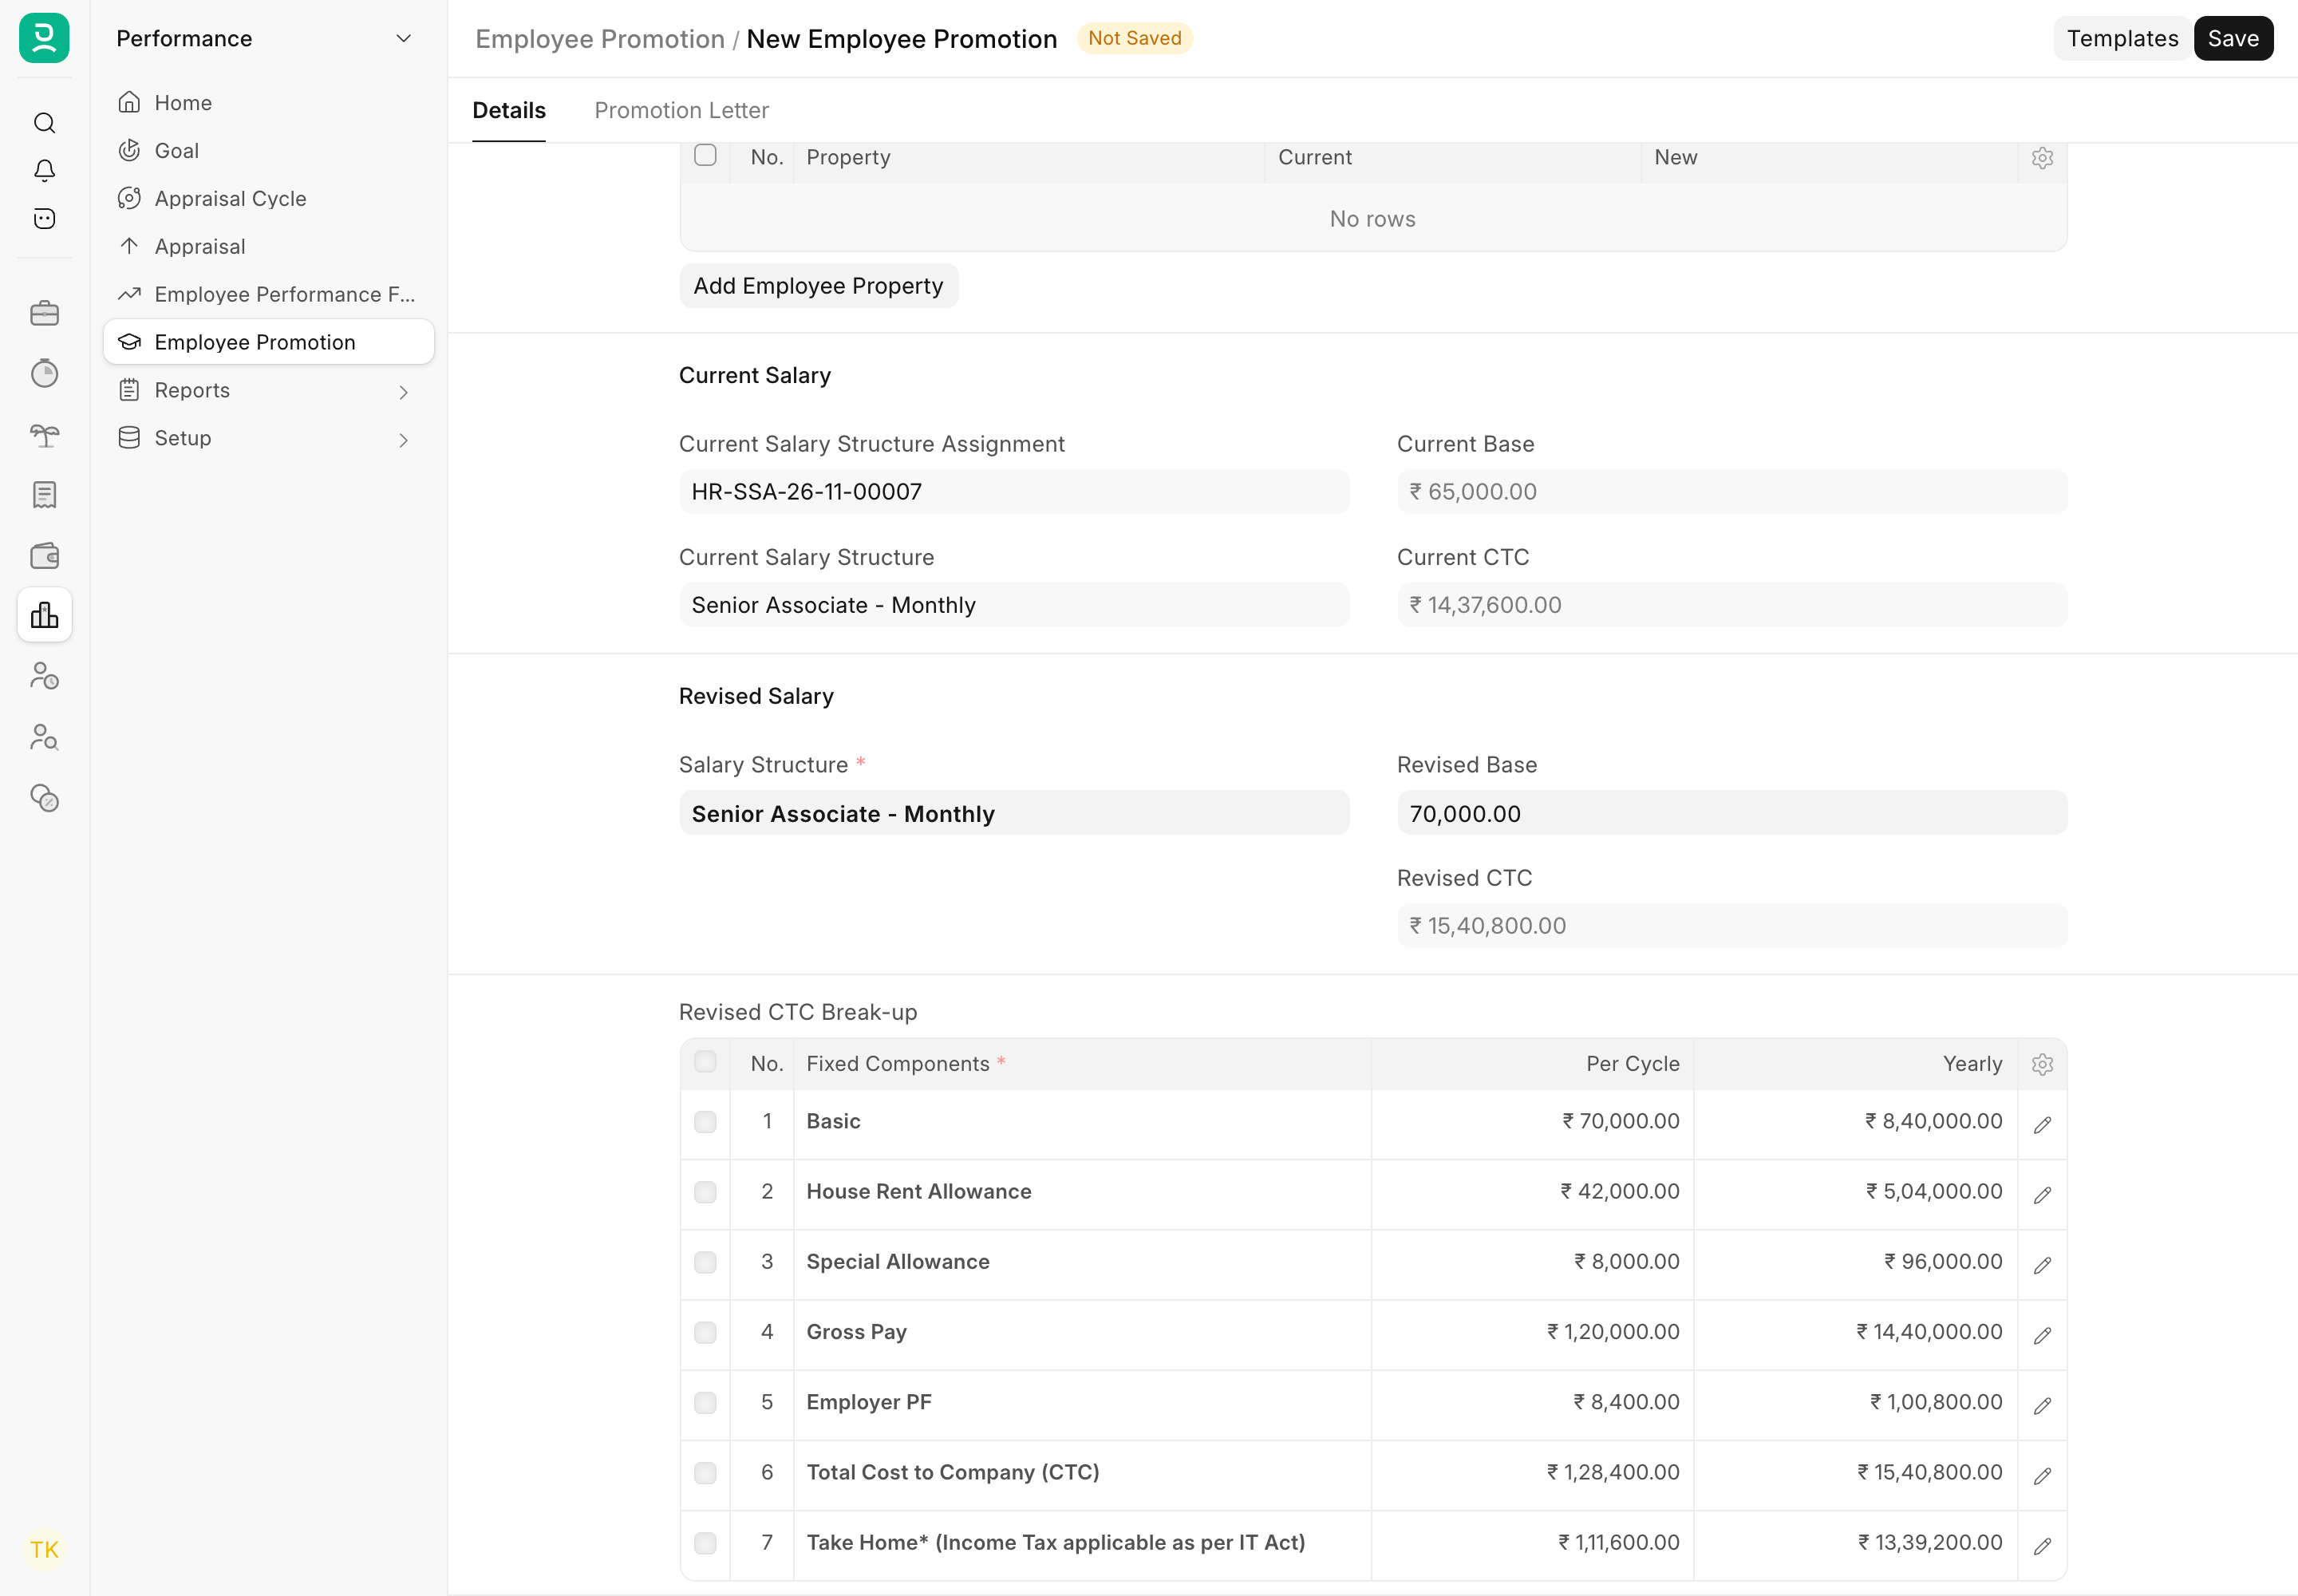 Performance
Home
Goal
Appraisal Cycle
Appraisal
Employee Performance F...
Employee Promotion
Reports
Setup
TK
Employee Promotion / New Employee Promotion Not Saved Templates Save
Details Promotion Letter
No. Property Current New
No rows
Add Employee Property
Current Salary
Current Salary Structure Assignment Current Base
HR-SSA-26-11-00007 ₹ 65,000.00
Current Salary Structure Current CTC
Senior Associate - Monthly ₹ 14,37,600.00
Revised Salary
Salary Structure * Revised Base
Senior Associate - Monthly 70,000.00
Revised CTC
₹ 15,40,800.00
Revised CTC Break-up
No. Fixed Components * Per Cycle Yearly
1 Basic ₹ 70,000.00 ₹ 8,40,000.00
2 House Rent Allowance ₹ 42,000.00 ₹ 5,04,000.00
3 Special Allowance ₹ 8,000.00 ₹ 96,000.00
4 Gross Pay ₹ 1,20,000.00 ₹ 14,40,000.00
5 Employer PF ₹ 8,400.00 ₹ 1,00,800.00
6 Total Cost to Company (CTC) ₹ 1,28,400.00 ₹ 15,40,800.00
7 Take Home* (Income Tax applicable as per IT Act) ₹ 1,11,600.00 ₹ 13,39,200.00